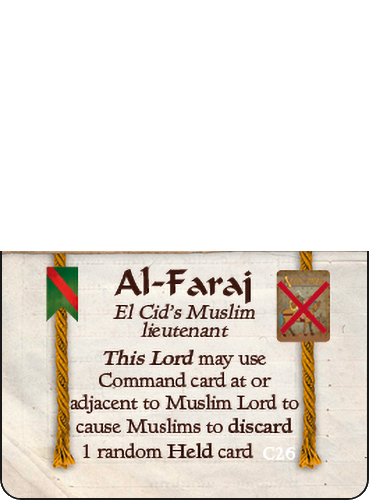 Al-Faraj
El Cid's Muslim
lieutenant
This Lord may use
Command card at or
adjacent to Muslim Lord to
cause Muslims to discard
1 random Held card C26